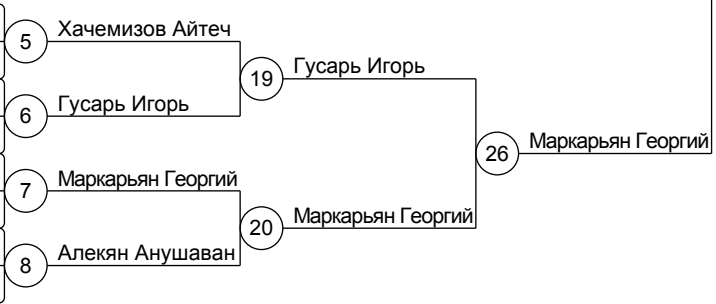 5
Хачемизов Айтеч
19
Гусарь Игорь
6
Гусарь Игорь
26
Маркарьян Георгий
7
Маркарьян Георгий
20
Маркарьян Георгий
8
Алекян Анушаван